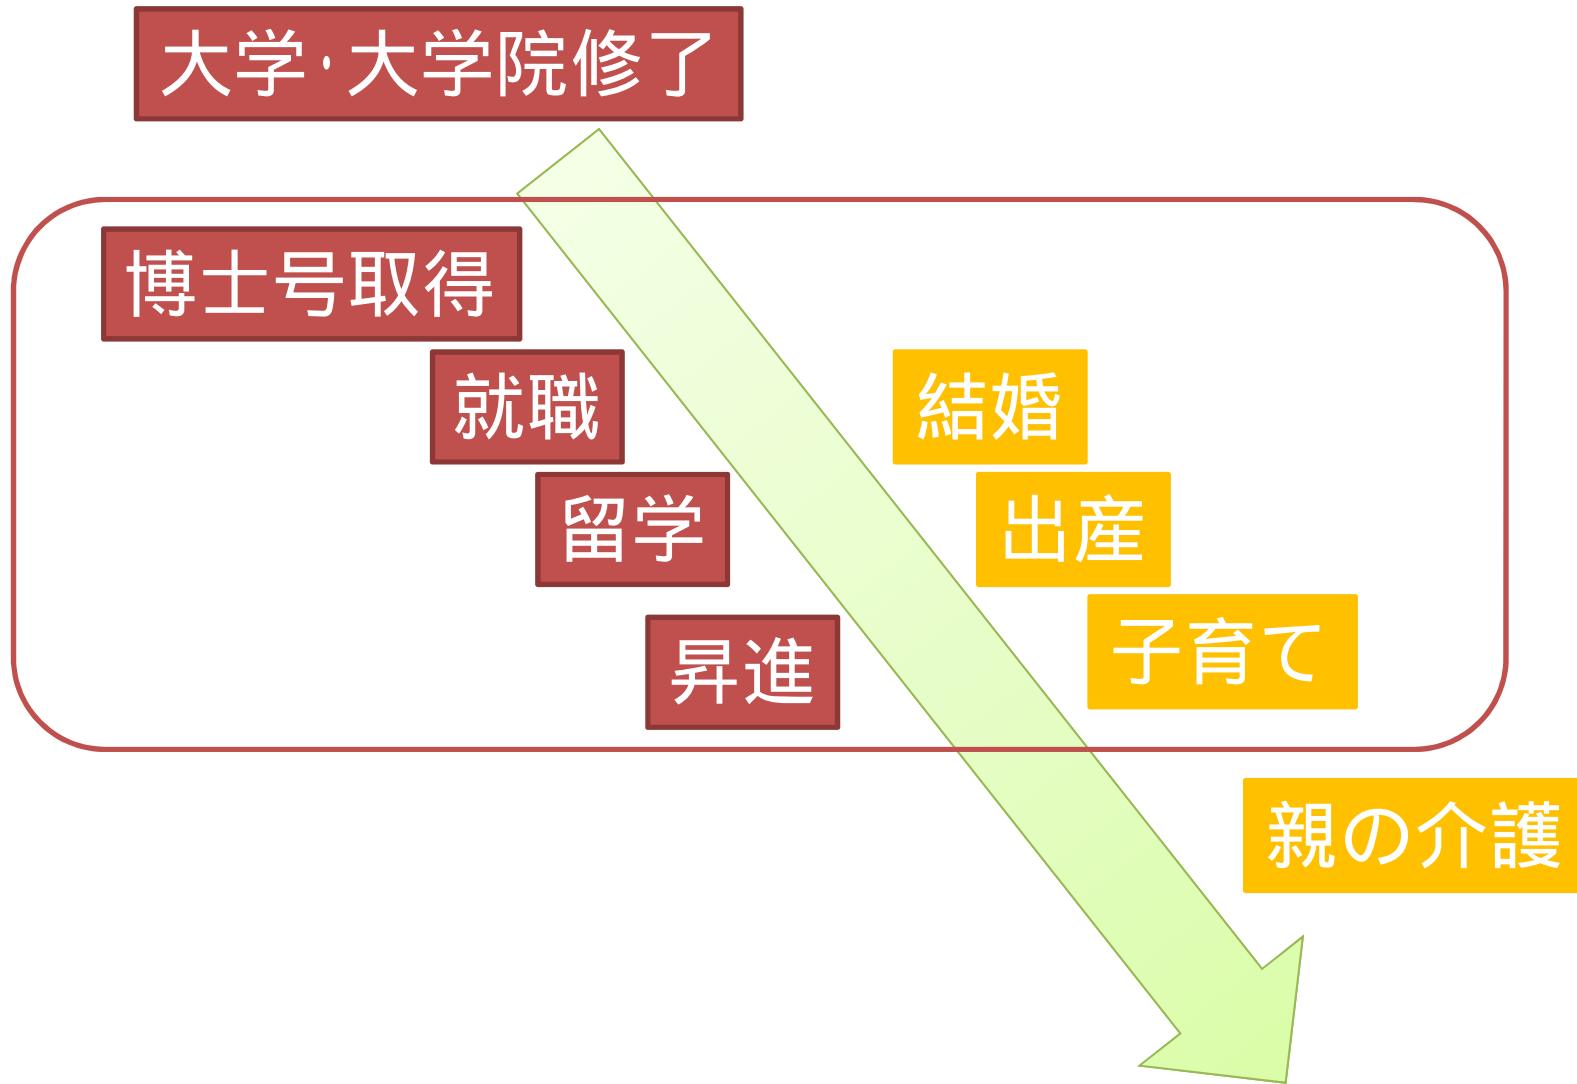 大学・大学院修了
博士号取得
就職
結婚
留学
出産
子育て
昇進
親の介護